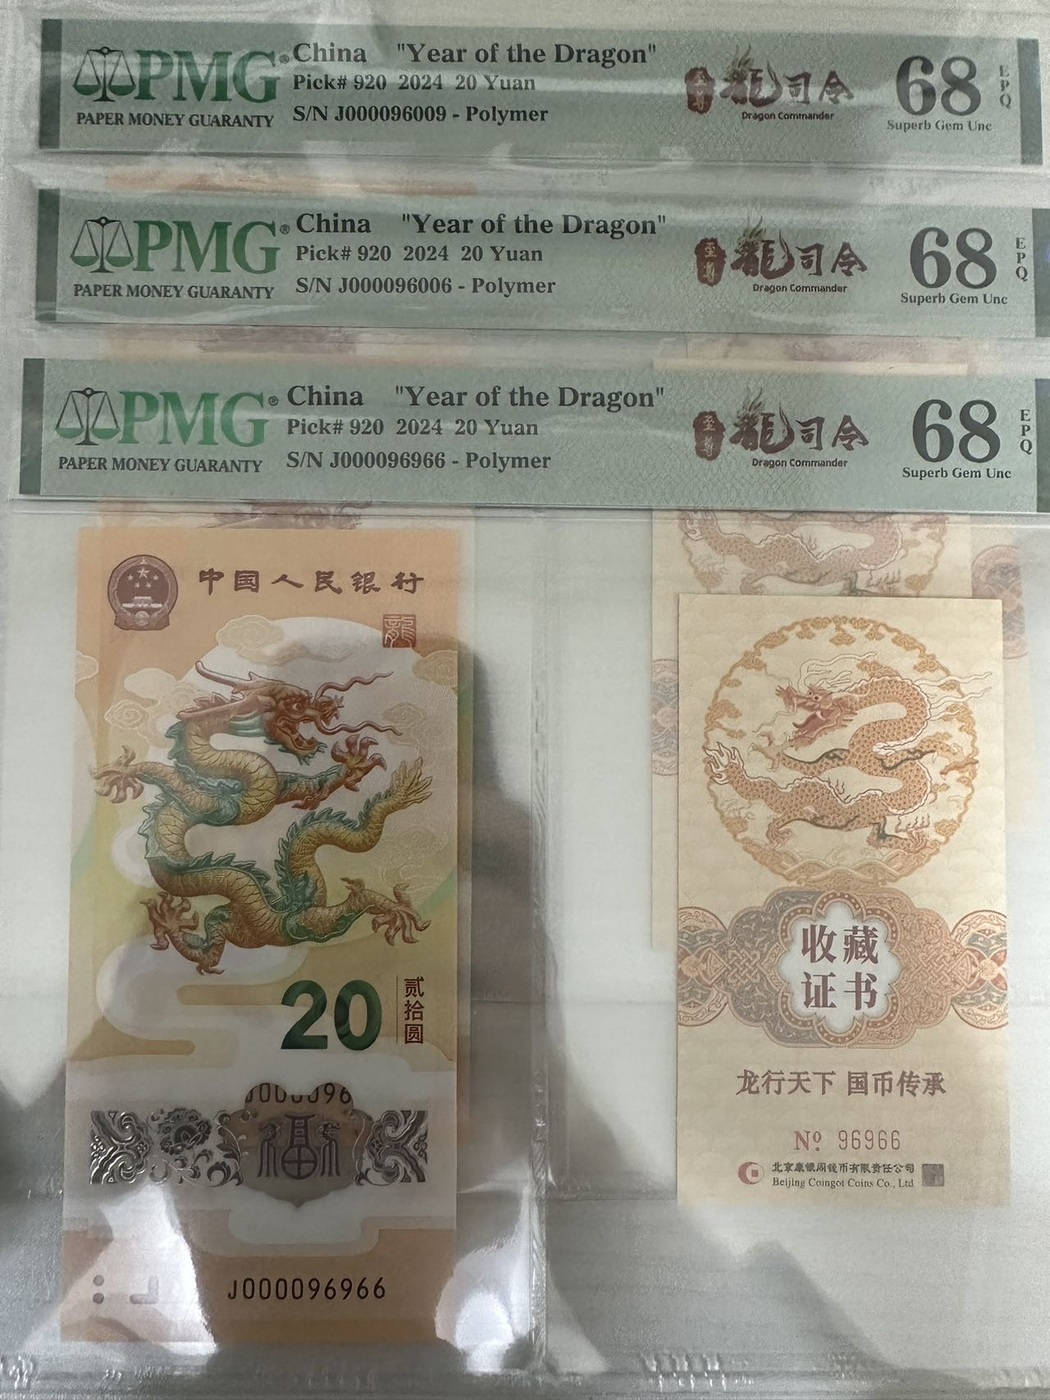 PMG®
PAPER MONEY GUARANTY
China "Year of the Dragon"
Pick# 920 2024 20 Yuan
S/N J000096009 - Polymer
至尊 龍司令
Dragon Commander
68 EPQ
Superb Gem Unc
PMG®
PAPER MONEY GUARANTY
China "Year of the Dragon"
Pick# 920 2024 20 Yuan
S/N J000096006 - Polymer
至尊 龍司令
Dragon Commander
68 EPQ
Superb Gem Unc
PMG®
PAPER MONEY GUARANTY
China "Year of the Dragon"
Pick# 920 2024 20 Yuan
S/N J000096966 - Polymer
至尊 龍司令
Dragon Commander
68 EPQ
Superb Gem Unc
中国人民银行
龍
20 贰拾圆
J000096
福
J000096966
收藏
证书
龙行天下 国币传承
Nº 96966
北京康银阁钱币有限责任公司
Beijing Coingot Coins Co., Ltd